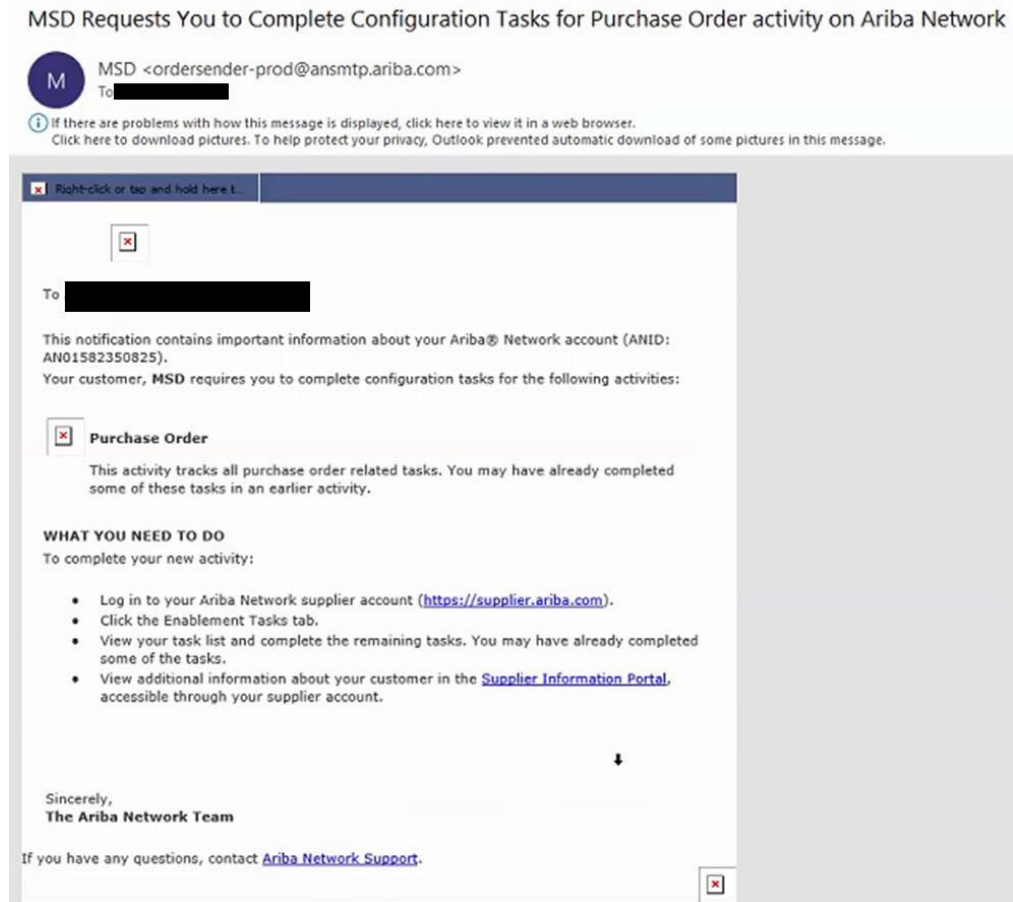 MSD Requests You to Complete Configuration Tasks for Purchase Order activity on Ariba Network
M
MSD <ordersender-prod@ansmtp.ariba.com>
To
If there are problems with how this message is displayed, click here to view it in a web browser.
Click here to download pictures. To help protect your privacy, Outlook prevented automatic download of some pictures in this message.
Right-click or tap and hold here t...
To
This notification contains important information about your Ariba® Network account (ANID:
AN01582350825).
Your customer, MSD requires you to complete configuration tasks for the following activities:
Purchase Order
This activity tracks all purchase order related tasks. You may have already completed
some of these tasks in an earlier activity.
WHAT YOU NEED TO DO
To complete your new activity:
• Log in to your Ariba Network supplier account (https://supplier.ariba.com).
• Click the Enablement Tasks tab.
• View your task list and complete the remaining tasks. You may have already completed
some of the tasks.
• View additional information about your customer in the Supplier Information Portal,
accessible through your supplier account.
Sincerely,
The Ariba Network Team
If you have any questions, contact Ariba Network Support.